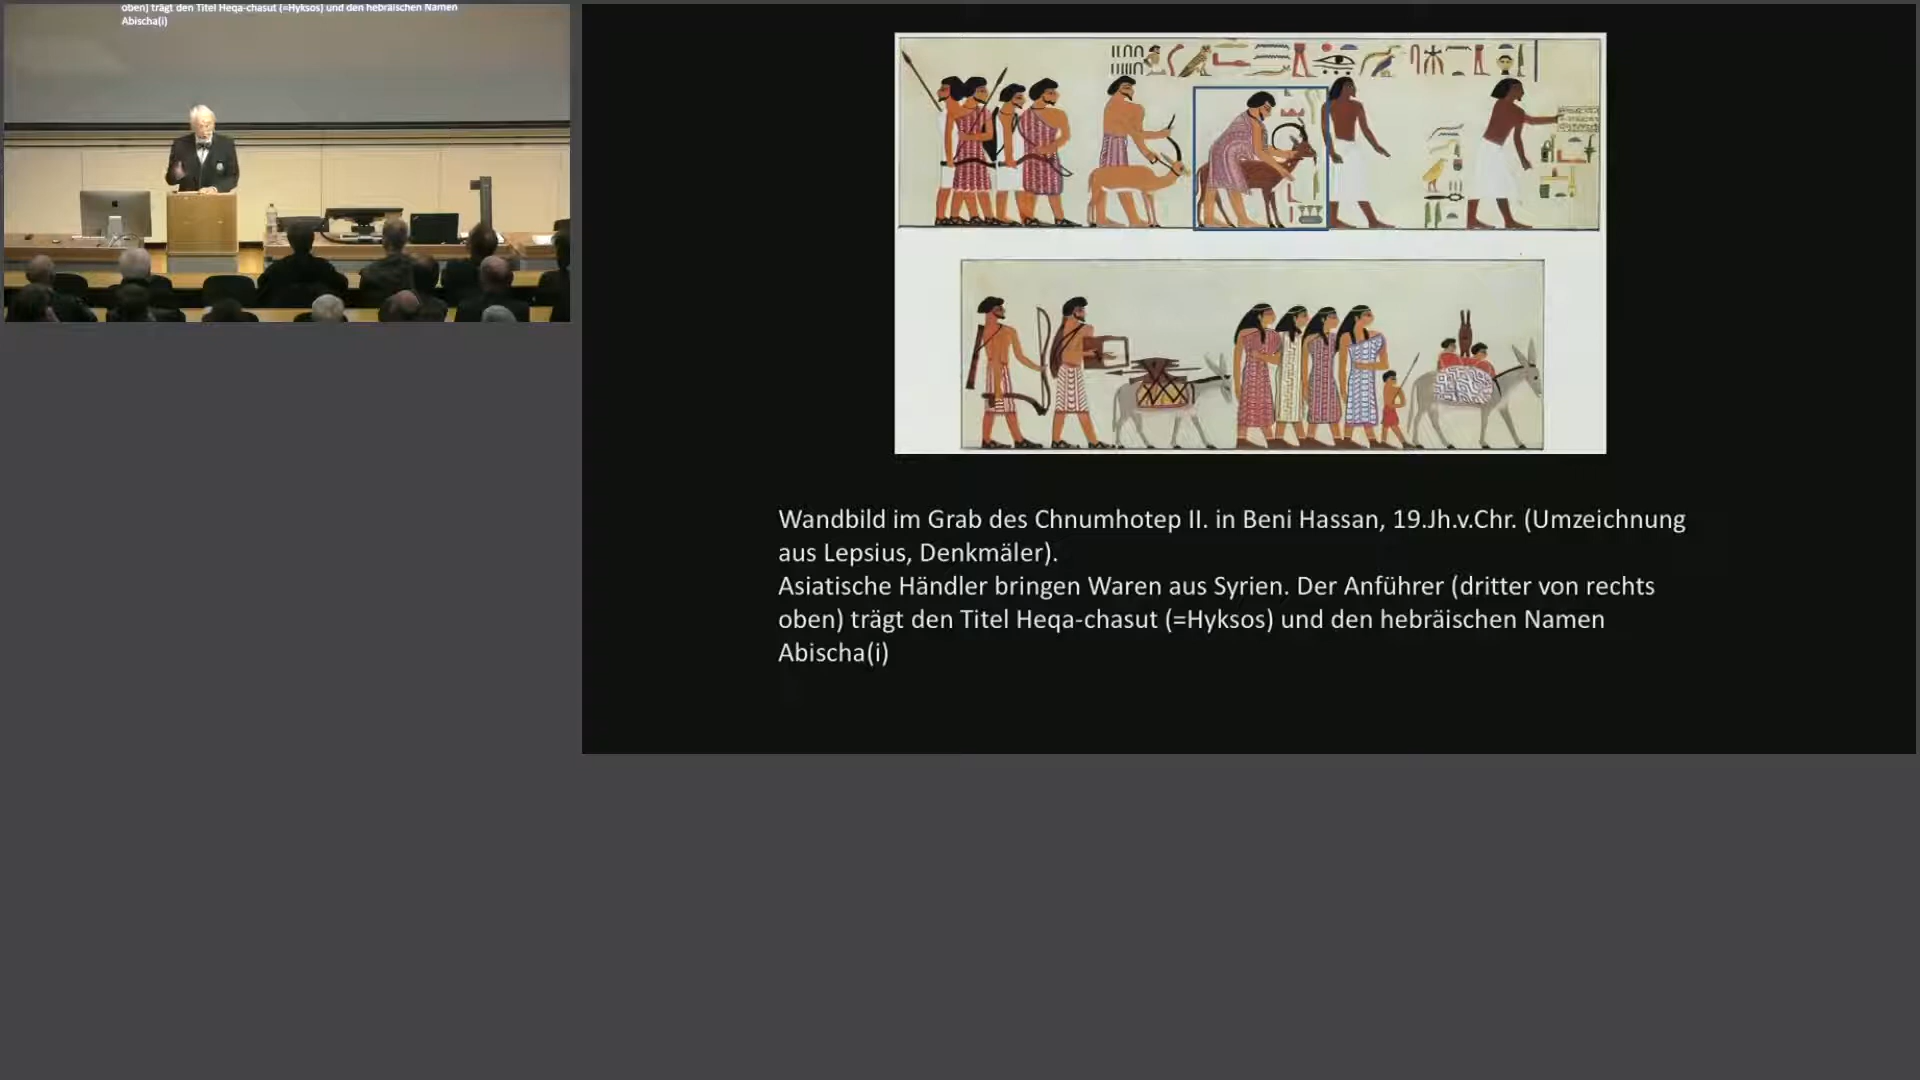 oben) trägt den Titel Heqa-chasut (=Hyksos) und den hebräischen Namen
Abischa(i)
Wandbild im Grab des Chnumhotep II. in Beni Hassan, 19.Jh.v.Chr. (Umzeichnung
aus Lepsius, Denkmäler).
Asiatische Händler bringen Waren aus Syrien. Der Anführer (dritter von rechts
oben) trägt den Titel Heqa-chasut (=Hyksos) und den hebräischen Namen
Abischa(i)